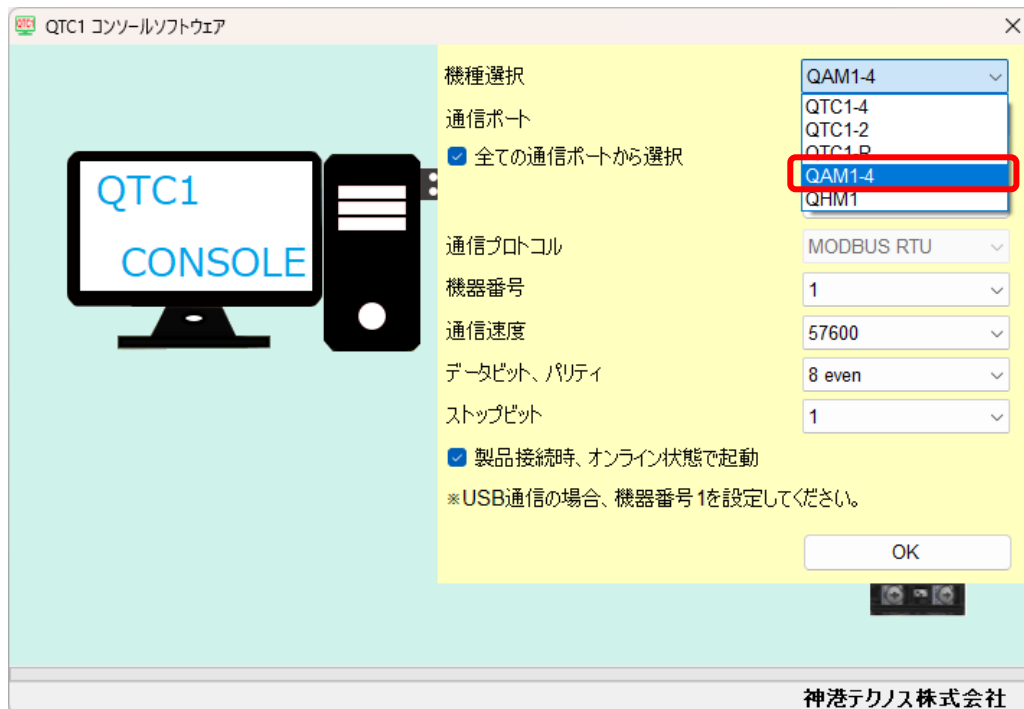 QTC1 コンソールソフトウェア
機種選択
QAM1-4
QTC1-4
QTC1-2
QTC1-R
QAM1-4
QHM1
通信ポート
全ての通信ポートから選択
QTC1
CONSOLE
通信プロトコル
MODBUS RTU
機器番号
1
通信速度
57600
データビット、パリティ
8 even
ストップビット
1
製品接続時、オンライン状態で起動
※USB通信の場合、機器番号1を設定してください。
OK
神港テクノス株式会社